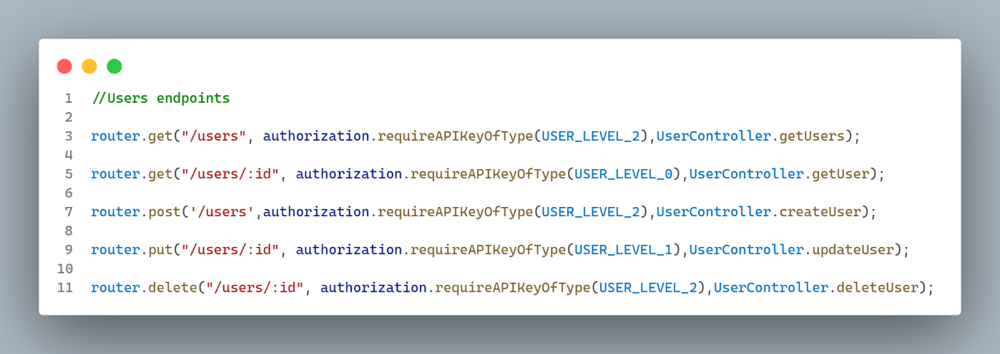 1 //Users endpoints
2
3 router.get("/users", authorization.requireAPIKeyOfType(USER_LEVEL_2),UserController.getUsers);
4
5 router.get("/users/:id", authorization.requireAPIKeyOfType(USER_LEVEL_0),UserController.getUser);
6
7 router.post('/users',authorization.requireAPIKeyOfType(USER_LEVEL_2),UserController.createUser);
8
9 router.put("/users/:id", authorization.requireAPIKeyOfType(USER_LEVEL_1),UserController.updateUser);
10
11 router.delete("/users/:id", authorization.requireAPIKeyOfType(USER_LEVEL_2),UserController.deleteUser);